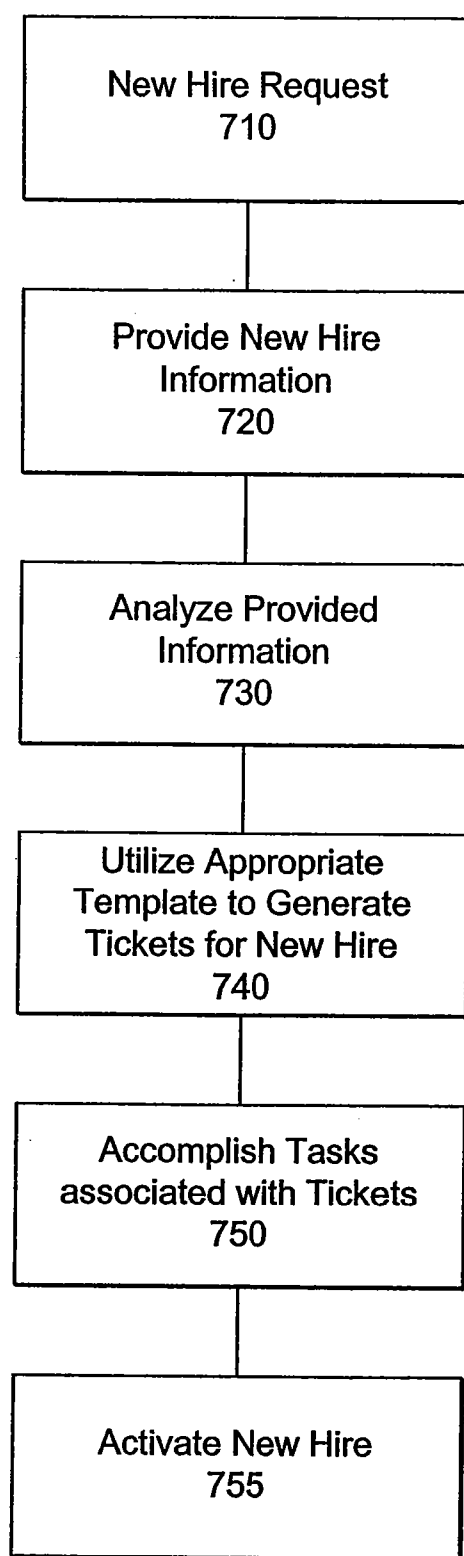 New Hire Request
710
Provide New Hire
Information
720
Analyze Provided
Information
730
Utilize Appropriate
Template to Generate
Tickets for New Hire
740
Accomplish Tasks
associated with Tickets
750
Activate New Hire
755